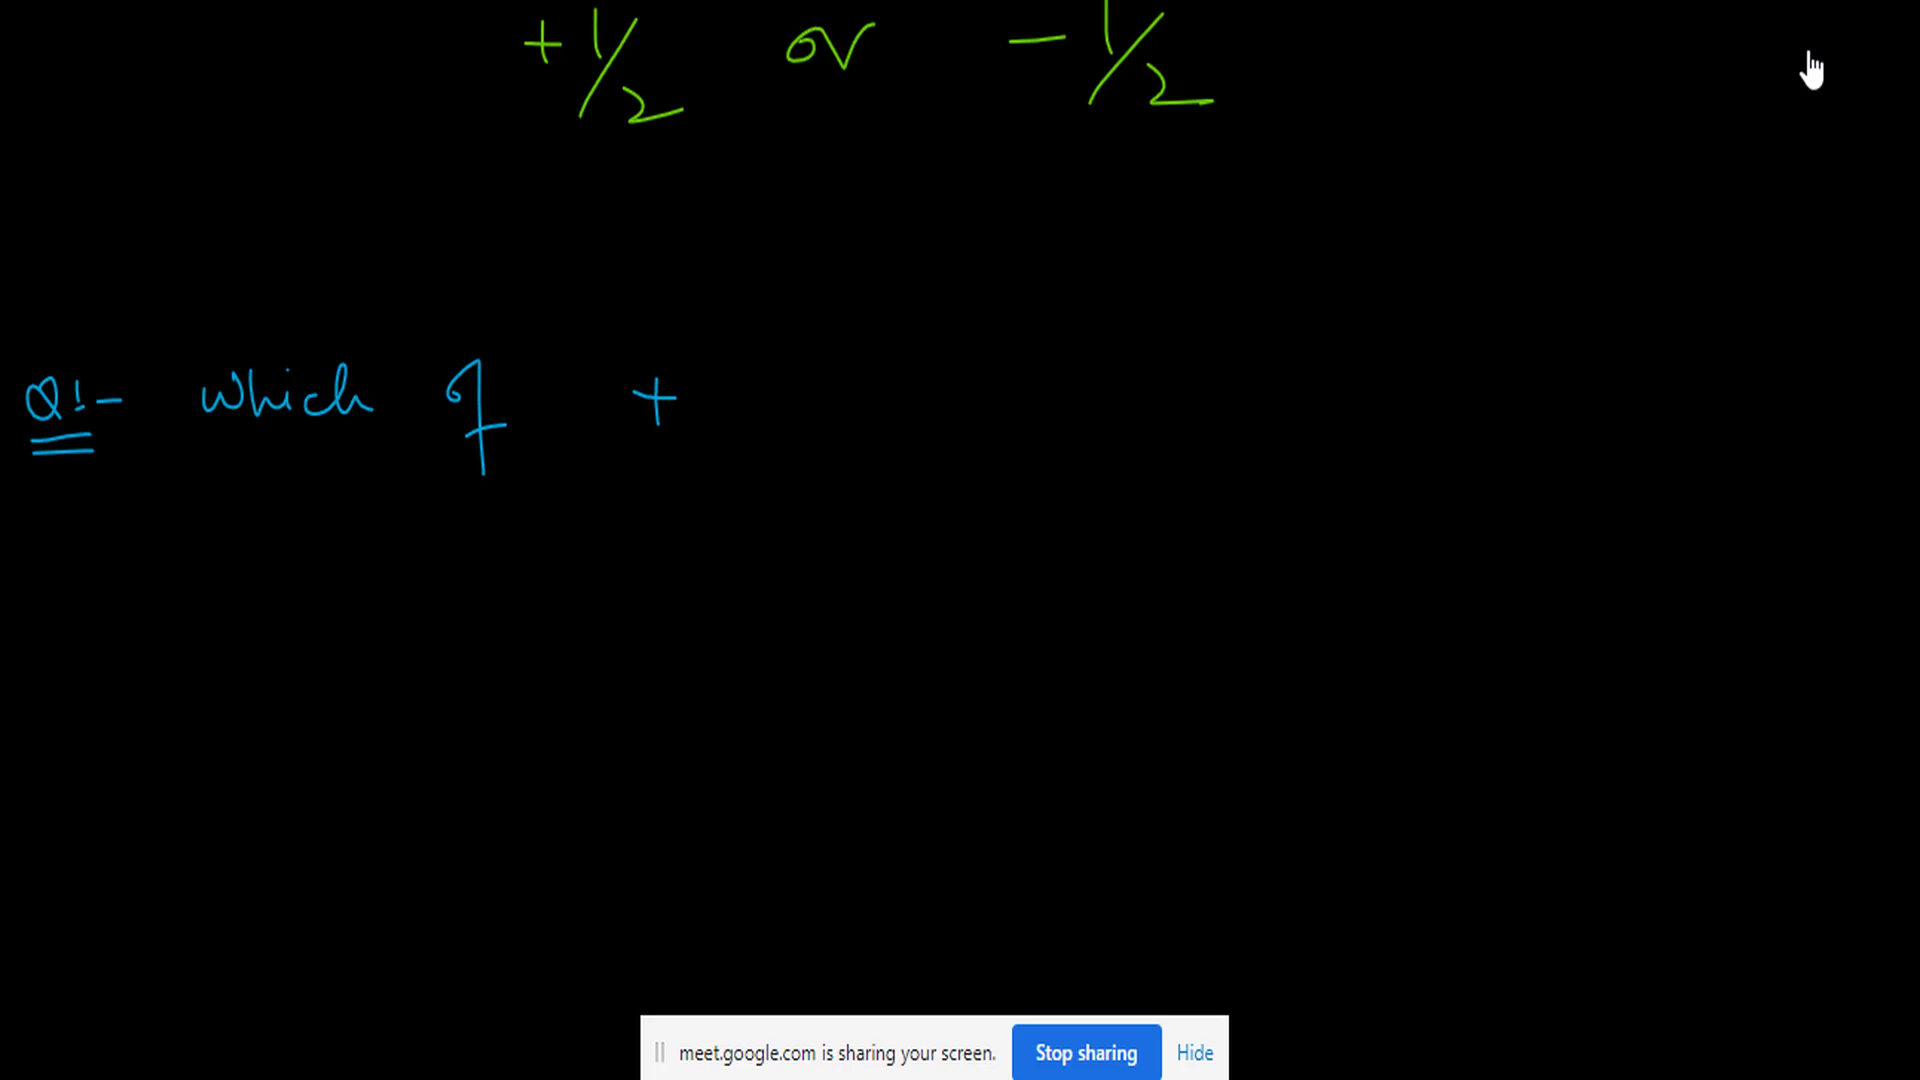 +1/2 or -1/2
Q:- which of t
meet.google.com is sharing your screen. Stop sharing Hide